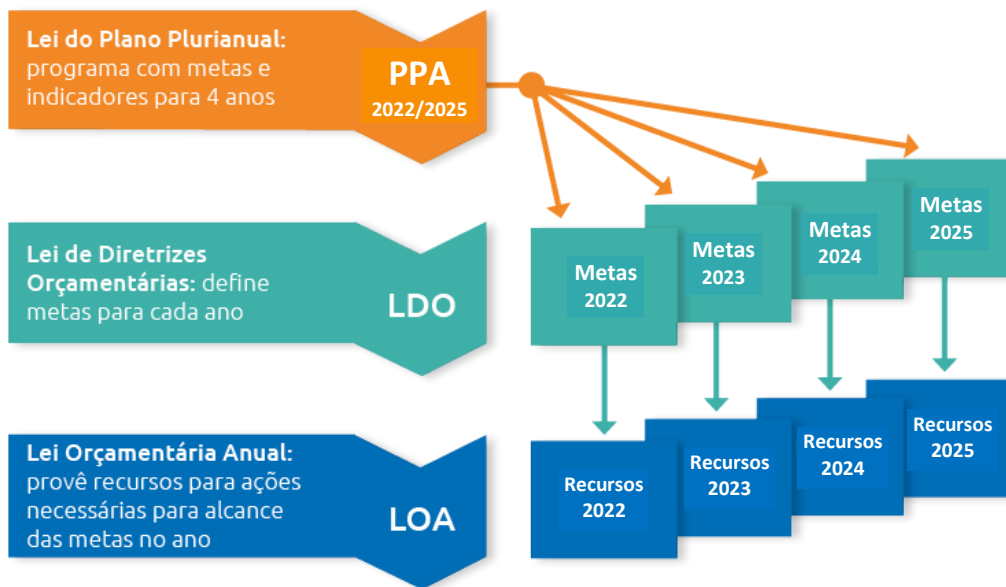 Lei do Plano Plurianual:
programa com metas e
indicadores para 4 anos
PPA
2022/2025
Lei de Diretrizes
Orçamentárias: define
metas para cada ano
LDO
Metas
2022
Metas
2023
Metas
2024
Metas
2025
Lei Orçamentária Anual:
provê recursos para ações
necessárias para alcance
das metas no ano
LOA
Recursos
2022
Recursos
2023
Recursos
2024
Recursos
2025